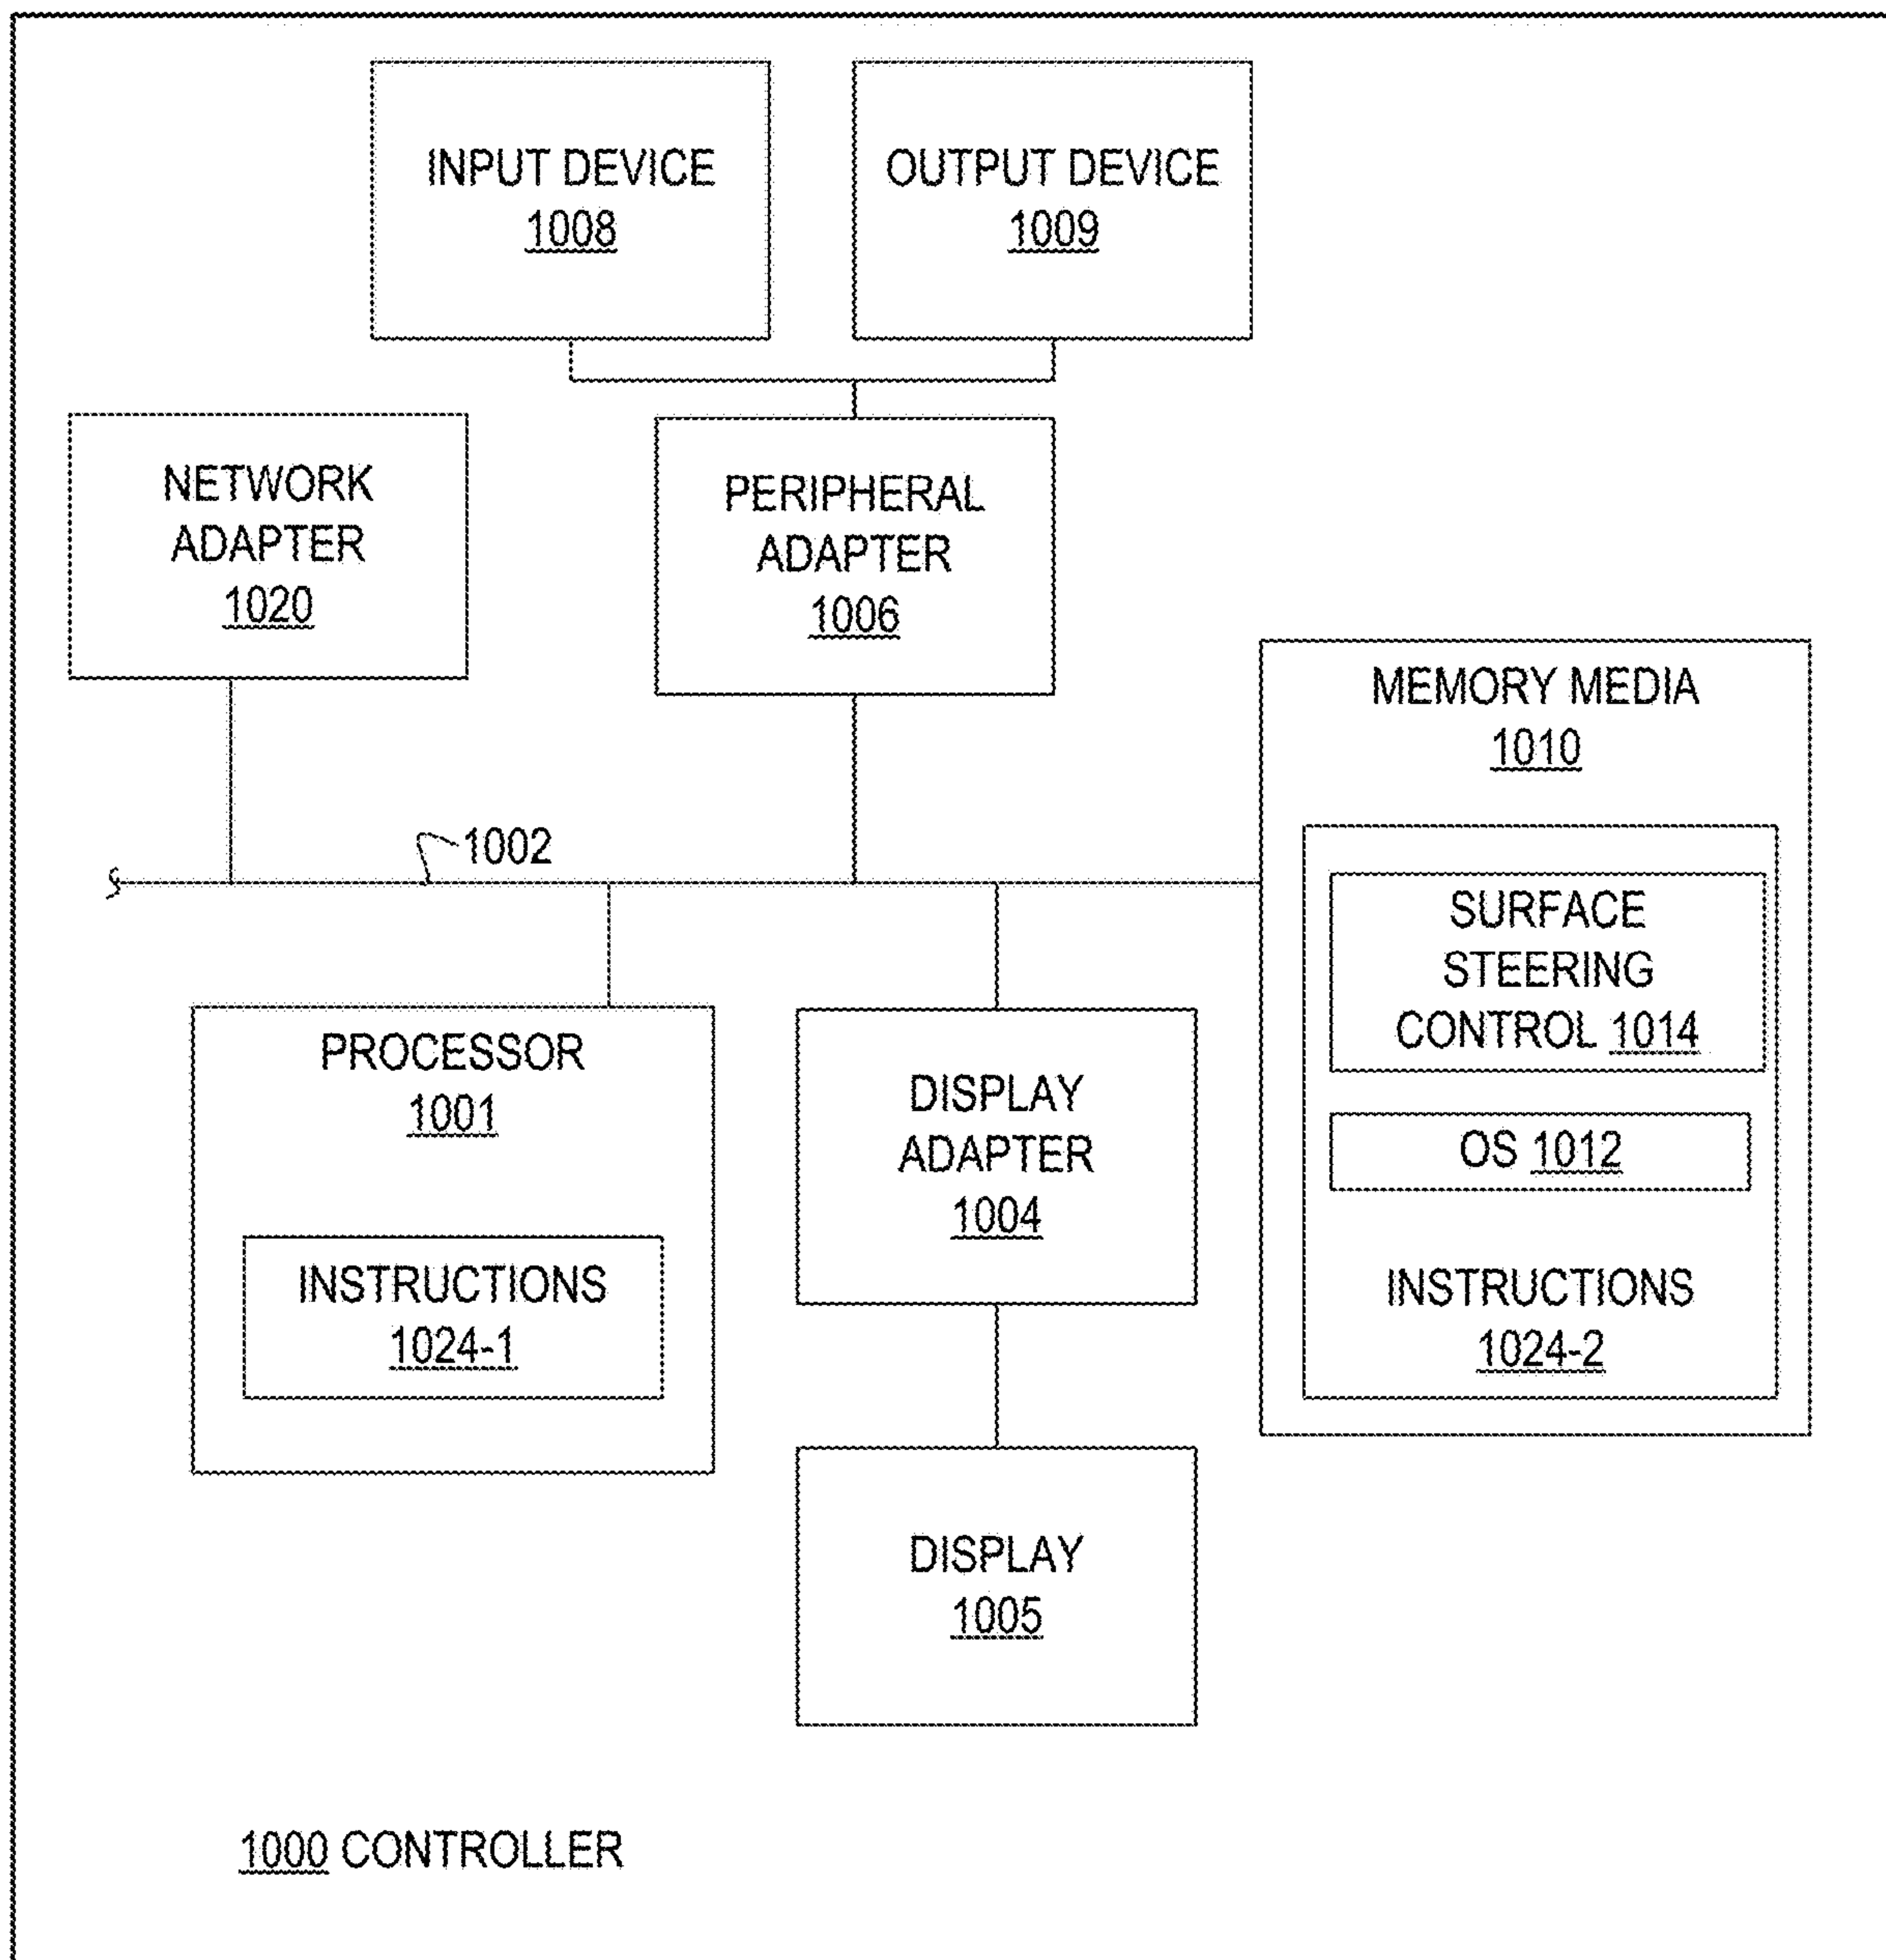 INPUT DEVICE
1008
OUTPUT DEVICE
1009
NETWORK
ADAPTER
1020
PERIPHERAL
ADAPTER
1006
MEMORY MEDIA
1010
1002
SURFACE
STEERING
CONTROL 1014
OS 1012
INSTRUCTIONS
1024-2
PROCESSOR
1001
INSTRUCTIONS
1024-1
DISPLAY
ADAPTER
1004
DISPLAY
1005
1000 CONTROLLER